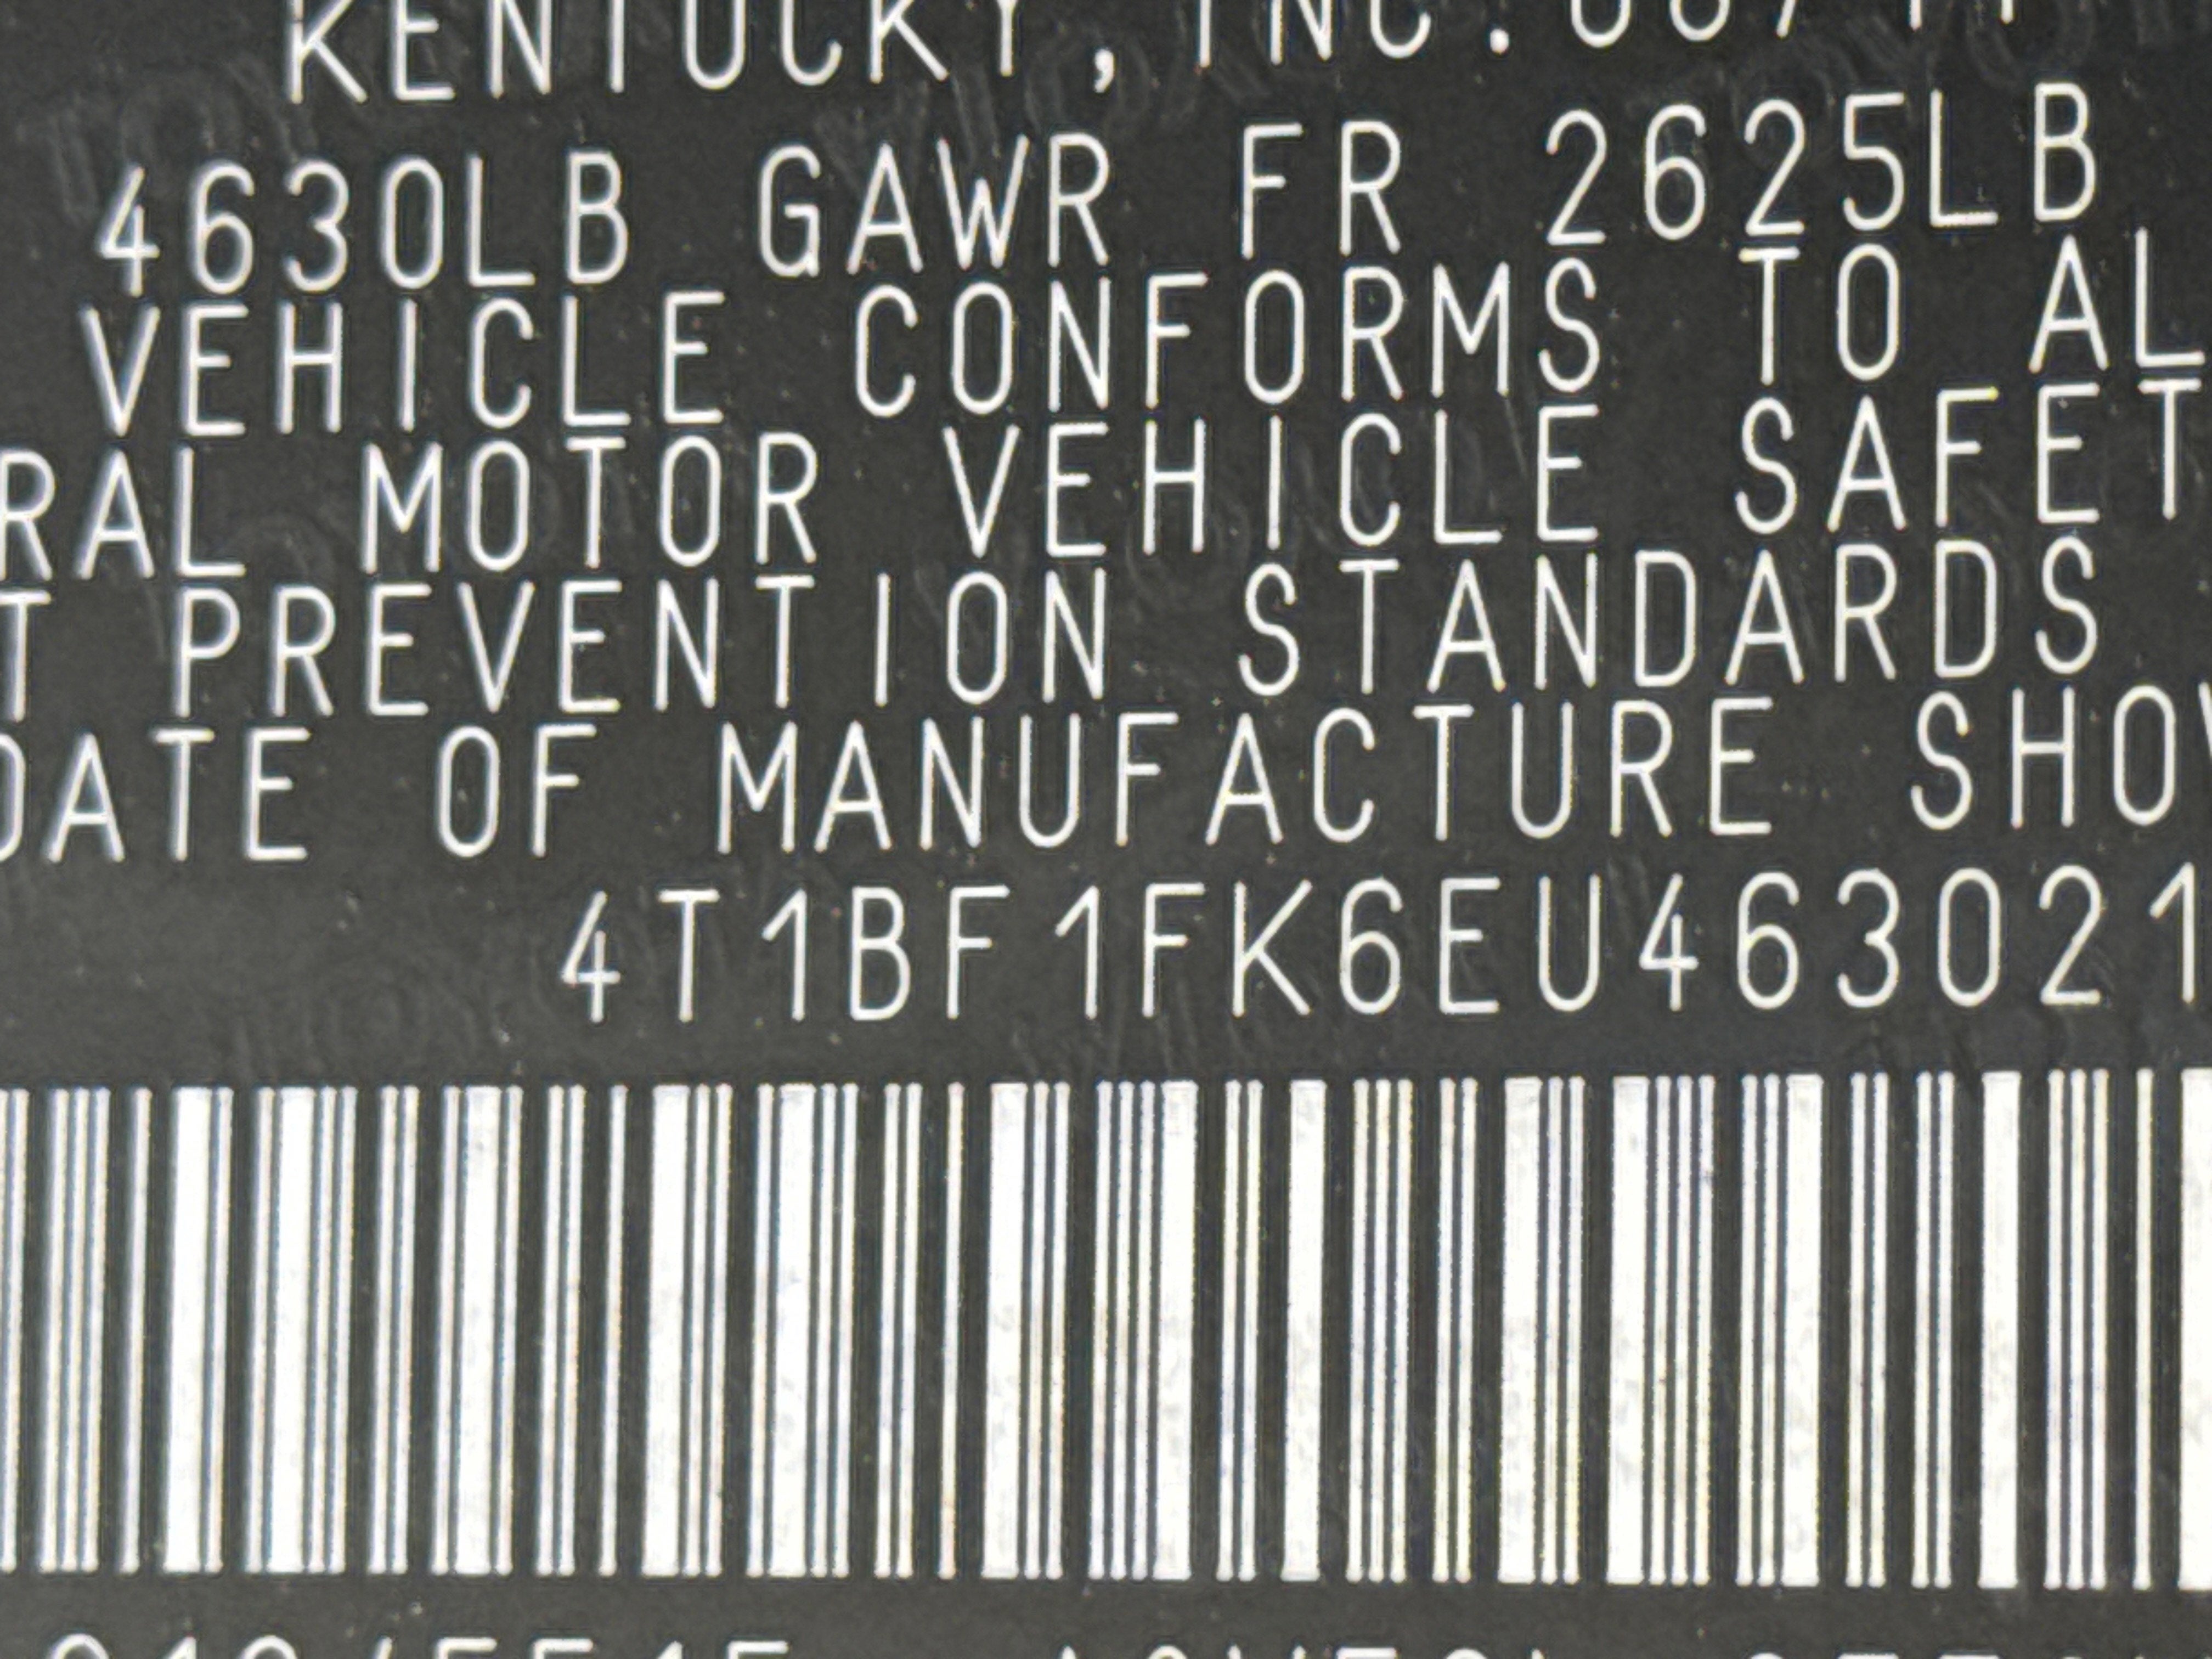 KENTUCKY, INC.
4630LB GAWR FR 2625LB
VEHICLE CONFORMS TO AL
RAL MOTOR VEHICLE SAFET
T PREVENTION STANDARDS
DATE OF MANUFACTURE SHOW
4T1BF1FK6EU463021